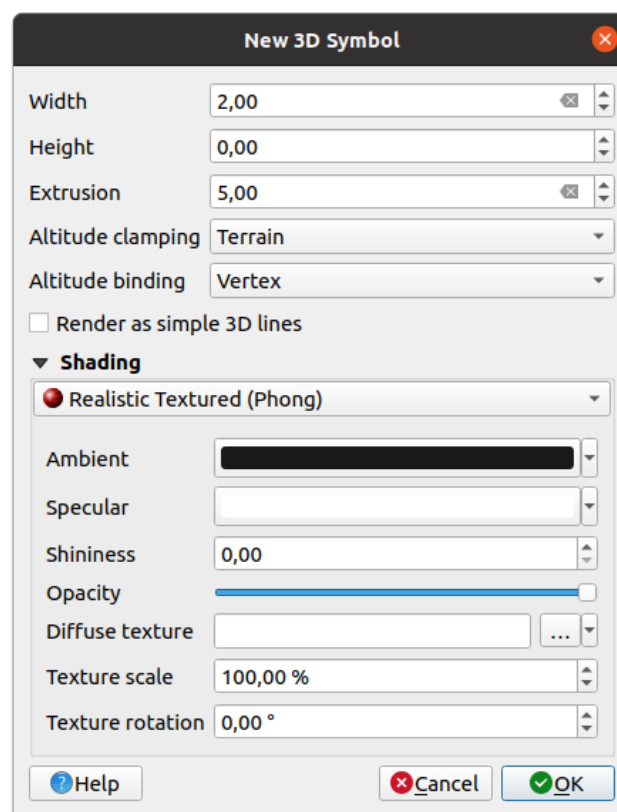 New 3D Symbol
Width 2,00
Height 0,00
Extrusion 5,00
Altitude clamping Terrain
Altitude binding Vertex
Render as simple 3D lines
Shading
Realistic Textured (Phong)
Ambient
Specular
Shininess 0,00
Opacity
Diffuse texture ...
Texture scale 100,00 %
Texture rotation 0,00 °
Help Cancel OK